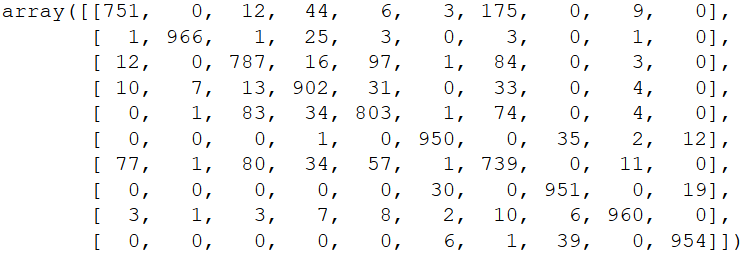 array([[751, 0, 12, 44, 6, 3, 175, 0, 9, 0],
[ 1, 966, 1, 25, 3, 0, 3, 0, 1, 0],
[ 12, 0, 787, 16, 97, 1, 84, 0, 3, 0],
[ 10, 7, 13, 902, 31, 0, 33, 0, 4, 0],
[ 0, 1, 83, 34, 803, 1, 74, 0, 4, 0],
[ 0, 0, 0, 1, 0, 950, 0, 35, 2, 12],
[ 77, 1, 80, 34, 57, 1, 739, 0, 11, 0],
[ 0, 0, 0, 0, 0, 30, 0, 951, 0, 19],
[ 3, 1, 3, 7, 8, 2, 10, 6, 960, 0],
[ 0, 0, 0, 0, 0, 6, 1, 39, 0, 954]])